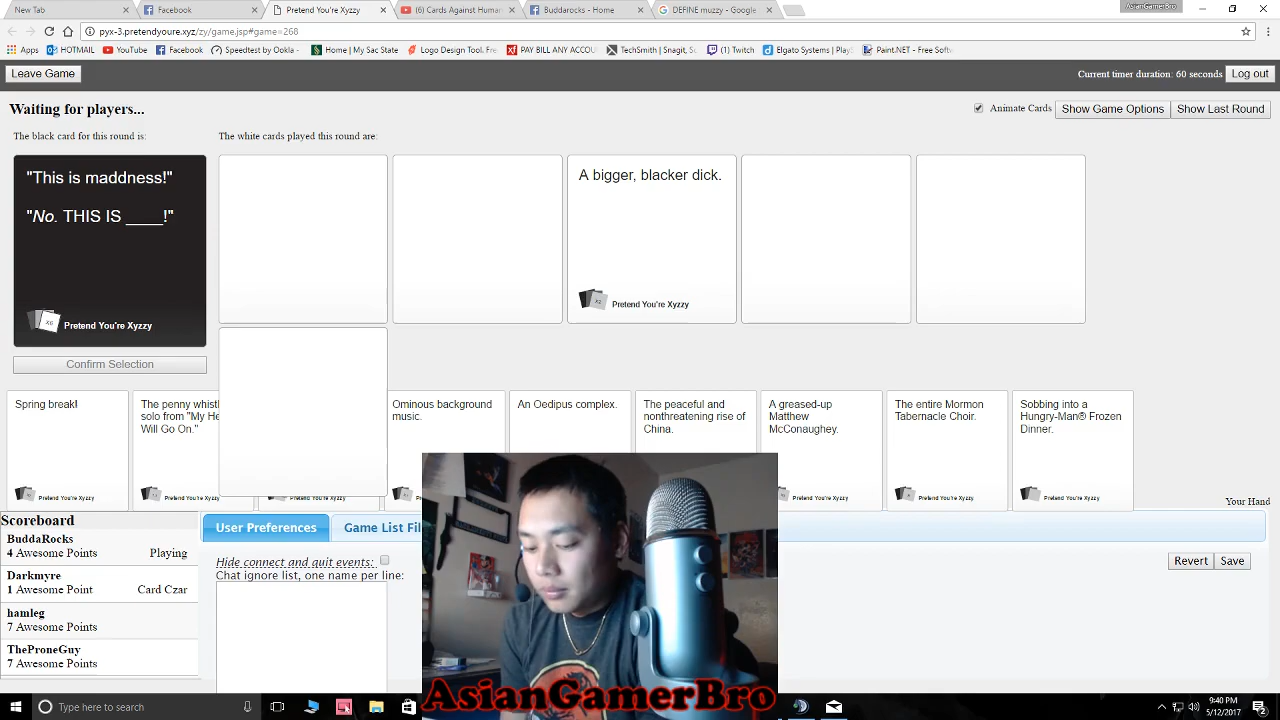 AsianGamerBro
New Tab
Facebook
Pretend You're Xyzzy
(6) Cards Against Human
Buddarocks - Home
DEFINE muzzy - Google
pyx-3.pretendyoure.xyz/zy/game.jsp#game=268
Apps
HOTMAIL
YouTube
Facebook
Speedtest by Ookla -
Home | My Sac State
Logo Design Tool. Fre
PAY BILL ANY ACCOU
TechSmith | Snagit, S
(1) Twitch
Elgato Systems | Play
Paint.NET - Free Softw
Leave Game
Current timer duration: 60 seconds
Log out
Waiting for players...
Animate Cards
Show Game Options
Show Last Round
The black card for this round is:
The white cards played this round are:
"This is maddness!"
"No. THIS IS ____!"
X6
Pretend You're Xyzzy
A bigger, blacker dick.
X2
Pretend You're Xyzzy
Confirm Selection
Spring break!
Pretend You're Xyzzy
The penny whist
solo from "My He
Will Go On."
Pretend You're Xyzzy
Pretend You're Xyzzy
Ominous background
music.
An Oedipus complex.
The peaceful and
nonthreatening rise of
China.
A greased-up
Matthew
McConaughey.
Pretend You're Xyzzy
The entire Mormon
Tabernacle Choir.
Pretend You're Xyzzy
Sobbing into a
Hungry-Man® Frozen
Dinner.
Pretend You're Xyzzy
Your Hand
Scoreboard
BuddaRocks
4 Awesome Points
Playing
Darkmyre
1 Awesome Point
Card Czar
hamleg
7 Awesome Points
TheProneGuy
7 Awesome Points
User Preferences
Game List Fil
Hide connect and quit events:
Chat ignore list, one name per line:
Revert
Save
AsianGamerBro
Type here to search
9:40 PM
5/12/2017
2